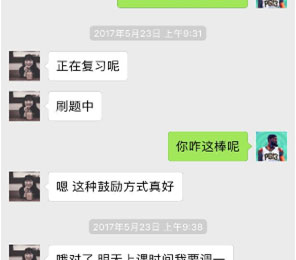 2017年5月23日 上午9:31
正在复习呢
刷题中
你咋这棒呢
嗯 这种鼓励方式真好
2017年5月23日 上午9:38
哦对了 明天上课时间我要调一